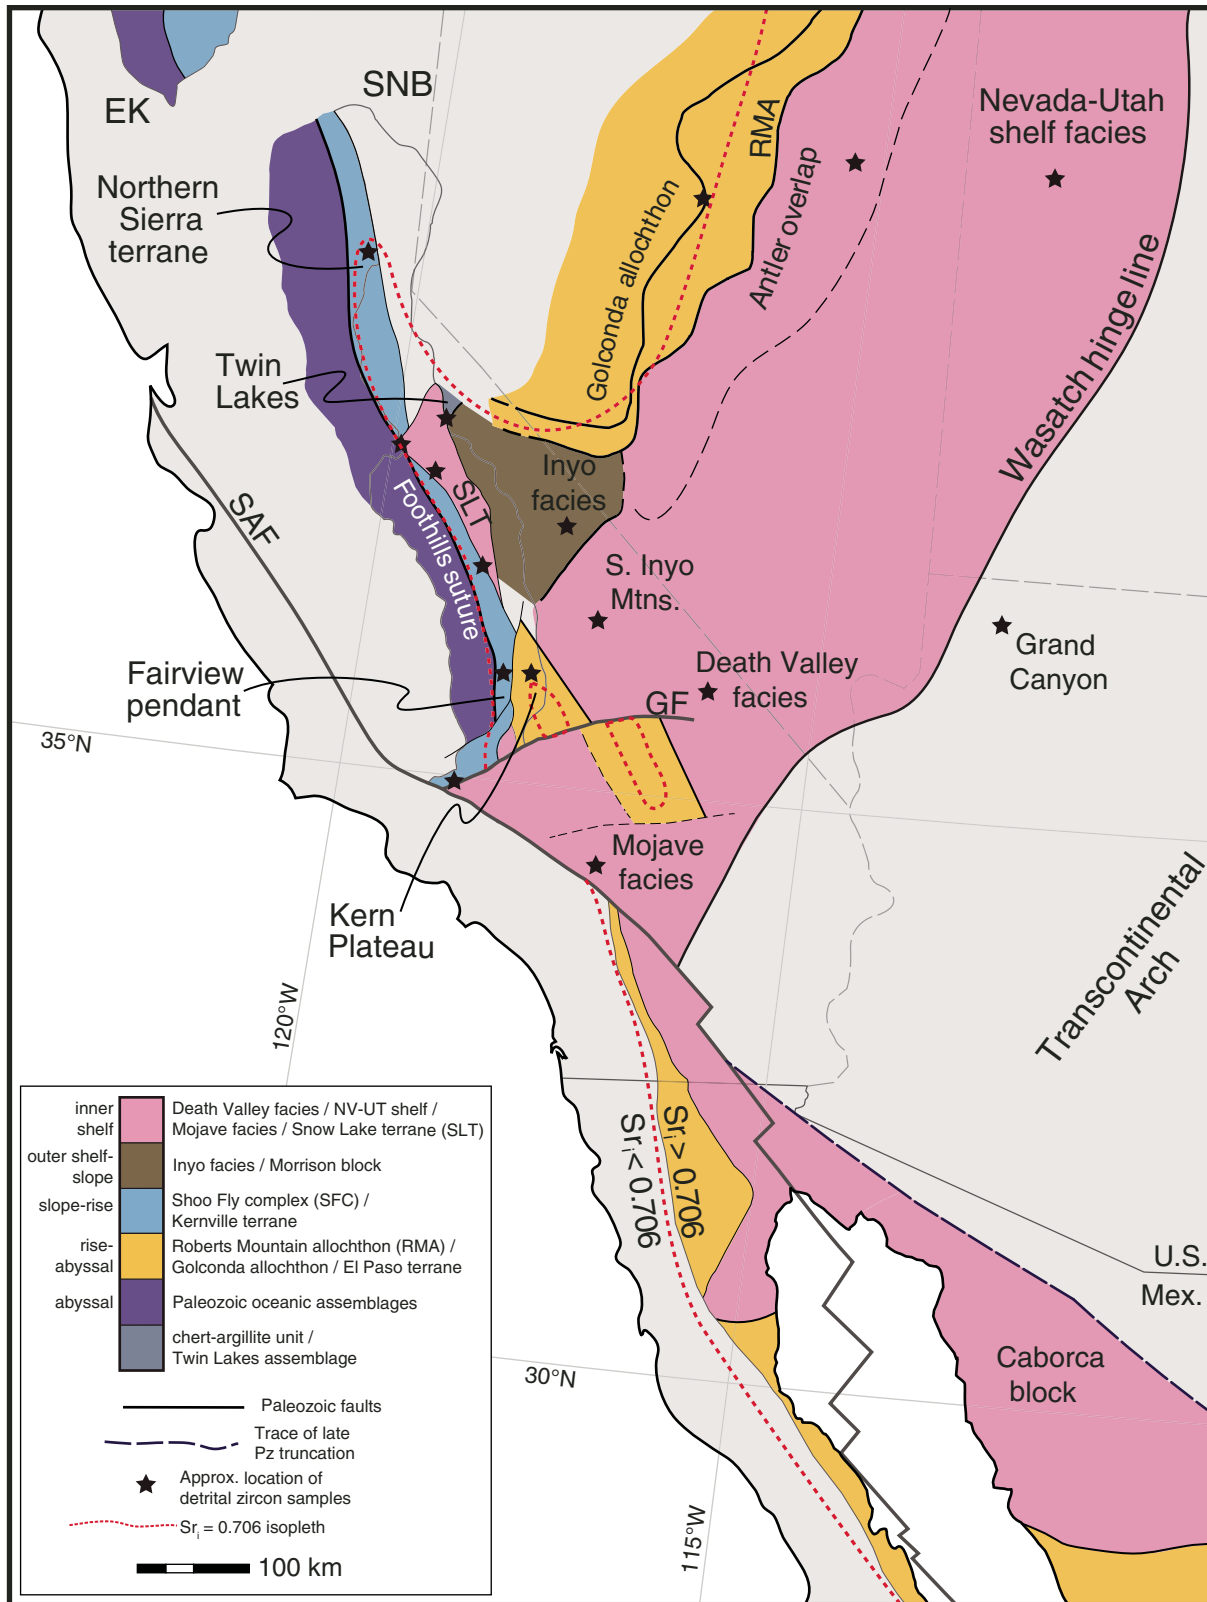 SNB
EK
Northern
Sierra
terrane
RMA
Nevada-Utah
shelf facies
Antler overlap
Golconda allochthon
Wasatch hinge line
Twin
Lakes
SAF
SLT
Foothills suture
Inyo
facies
S. Inyo
Mtns.
Death Valley
facies
Grand
Canyon
Fairview
pendant
GF
35°N
Mojave
facies
Kern
Plateau
Transcontinental
Arch
120°W
Sri < 0.706
Sri > 0.706
U.S.
Mex.
Caborca
block
30°N
115°W
inner
shelf
Death Valley facies / NV-UT shelf /
Mojave facies / Snow Lake terrane (SLT)
outer shelf-
slope
Inyo facies / Morrison block
slope-rise
Shoo Fly complex (SFC) /
Kernville terrane
rise-
abyssal
Roberts Mountain allochthon (RMA) /
Golconda allochthon / El Paso terrane
abyssal
Paleozoic oceanic assemblages
chert-argillite unit /
Twin Lakes assemblage
Paleozoic faults
Trace of late
Pz truncation
Approx. location of
detrital zircon samples
Sri = 0.706 isopleth
100 km